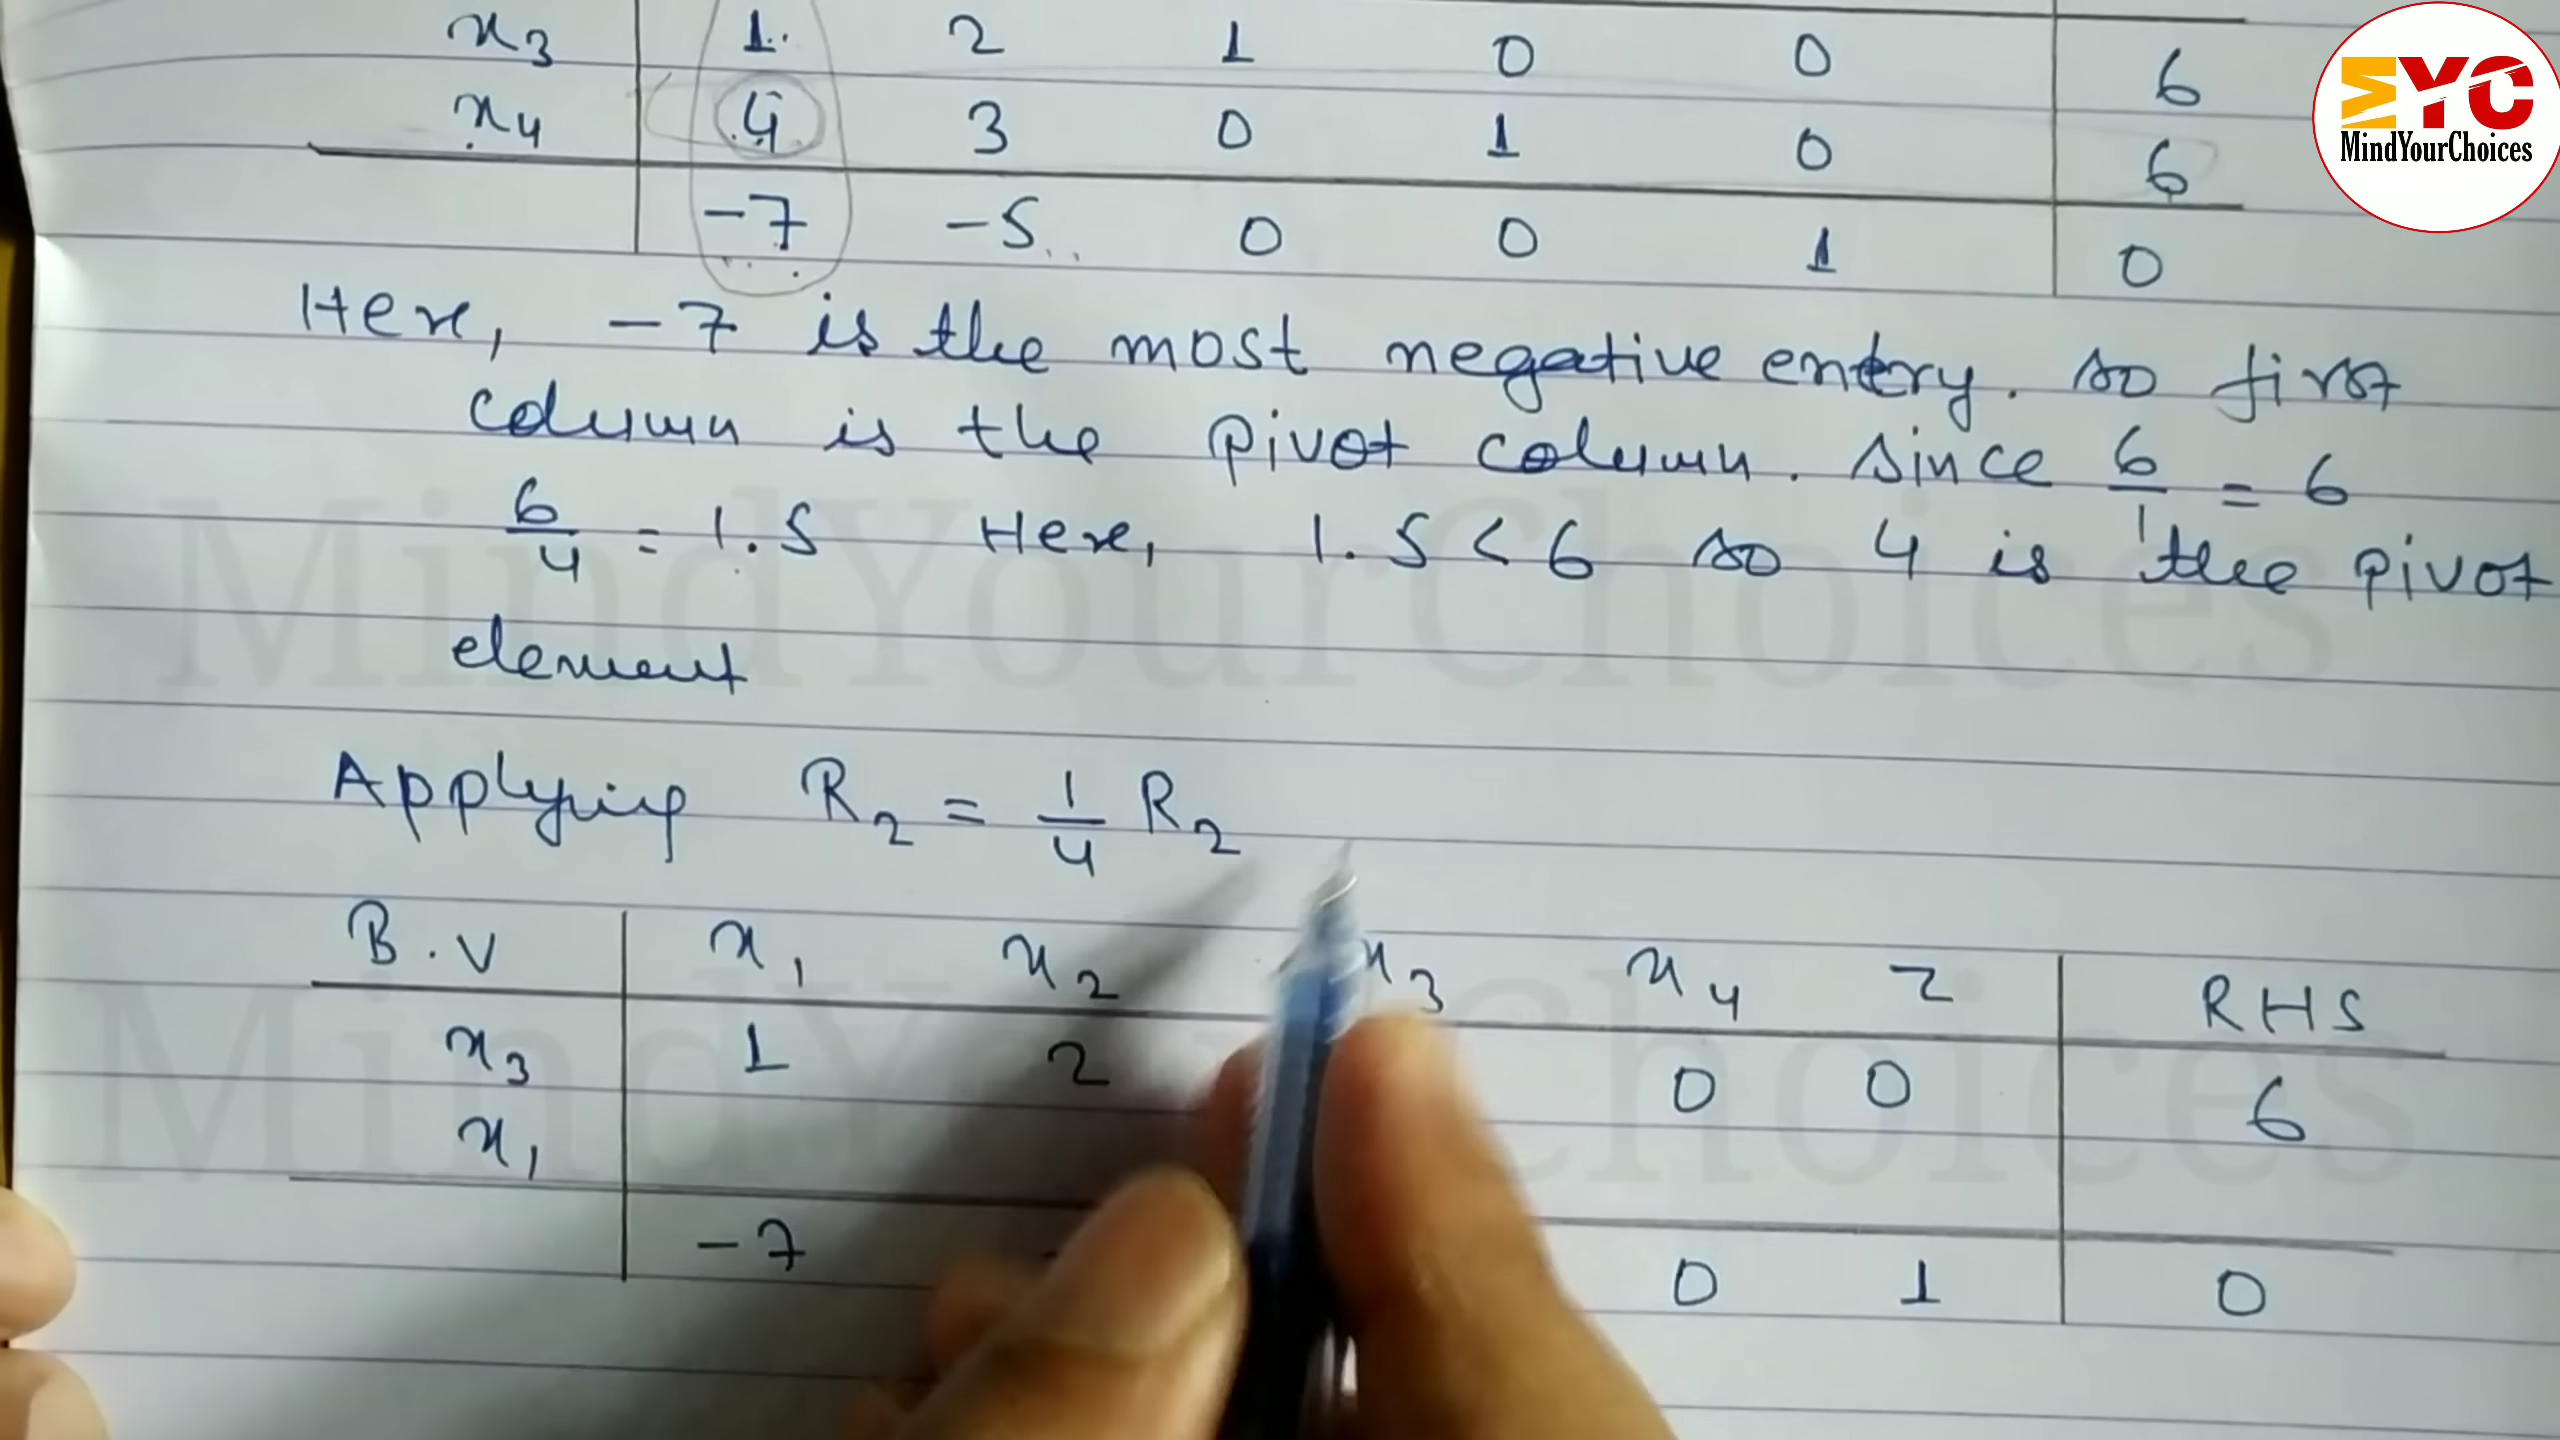 x3 1 2 1 0 0 6
x4 4 3 0 1 0 6
-7 -5 0 0 1 0
MYC
MindYourChoices
Here, -7 is the most negative entry. so first
column is the pivot column. since 6/1 = 6
6/4 = 1.5 Here, 1.5 < 6 so 4 is the pivot
element
MindYourChoices
Applying R2 = 1/4 R2
B.V x1 x2 x3 x4 z RHS
x3 1 2 0 0 6
x1
-7 0 1 0
MindYourChoices